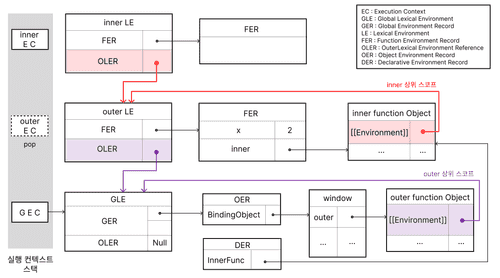 EC : Execution Context
GLE : Global Lexical Environment
GER : Global Environment Record
LE : Lexical Environment
FER : Function Environment Record
OLER : OuterLexical Environment Reference
OER : Object Environment Record
DER : Declarative Environment Record
inner
E C
inner LE
FER
OLER
FER
inner 상위 스코프
outer
E C
pop
outer LE
FER
OLER
FER
x 2
inner
inner function Object
[[Environment]]
... ...
outer 상위 스코프
G E C
GLE
GER
OLER Null
OER
BindingObject
window
outer
... ...
outer function Object
[[Environment]]
... ...
DER
InnerFunc
실행 컨텍스트
스택